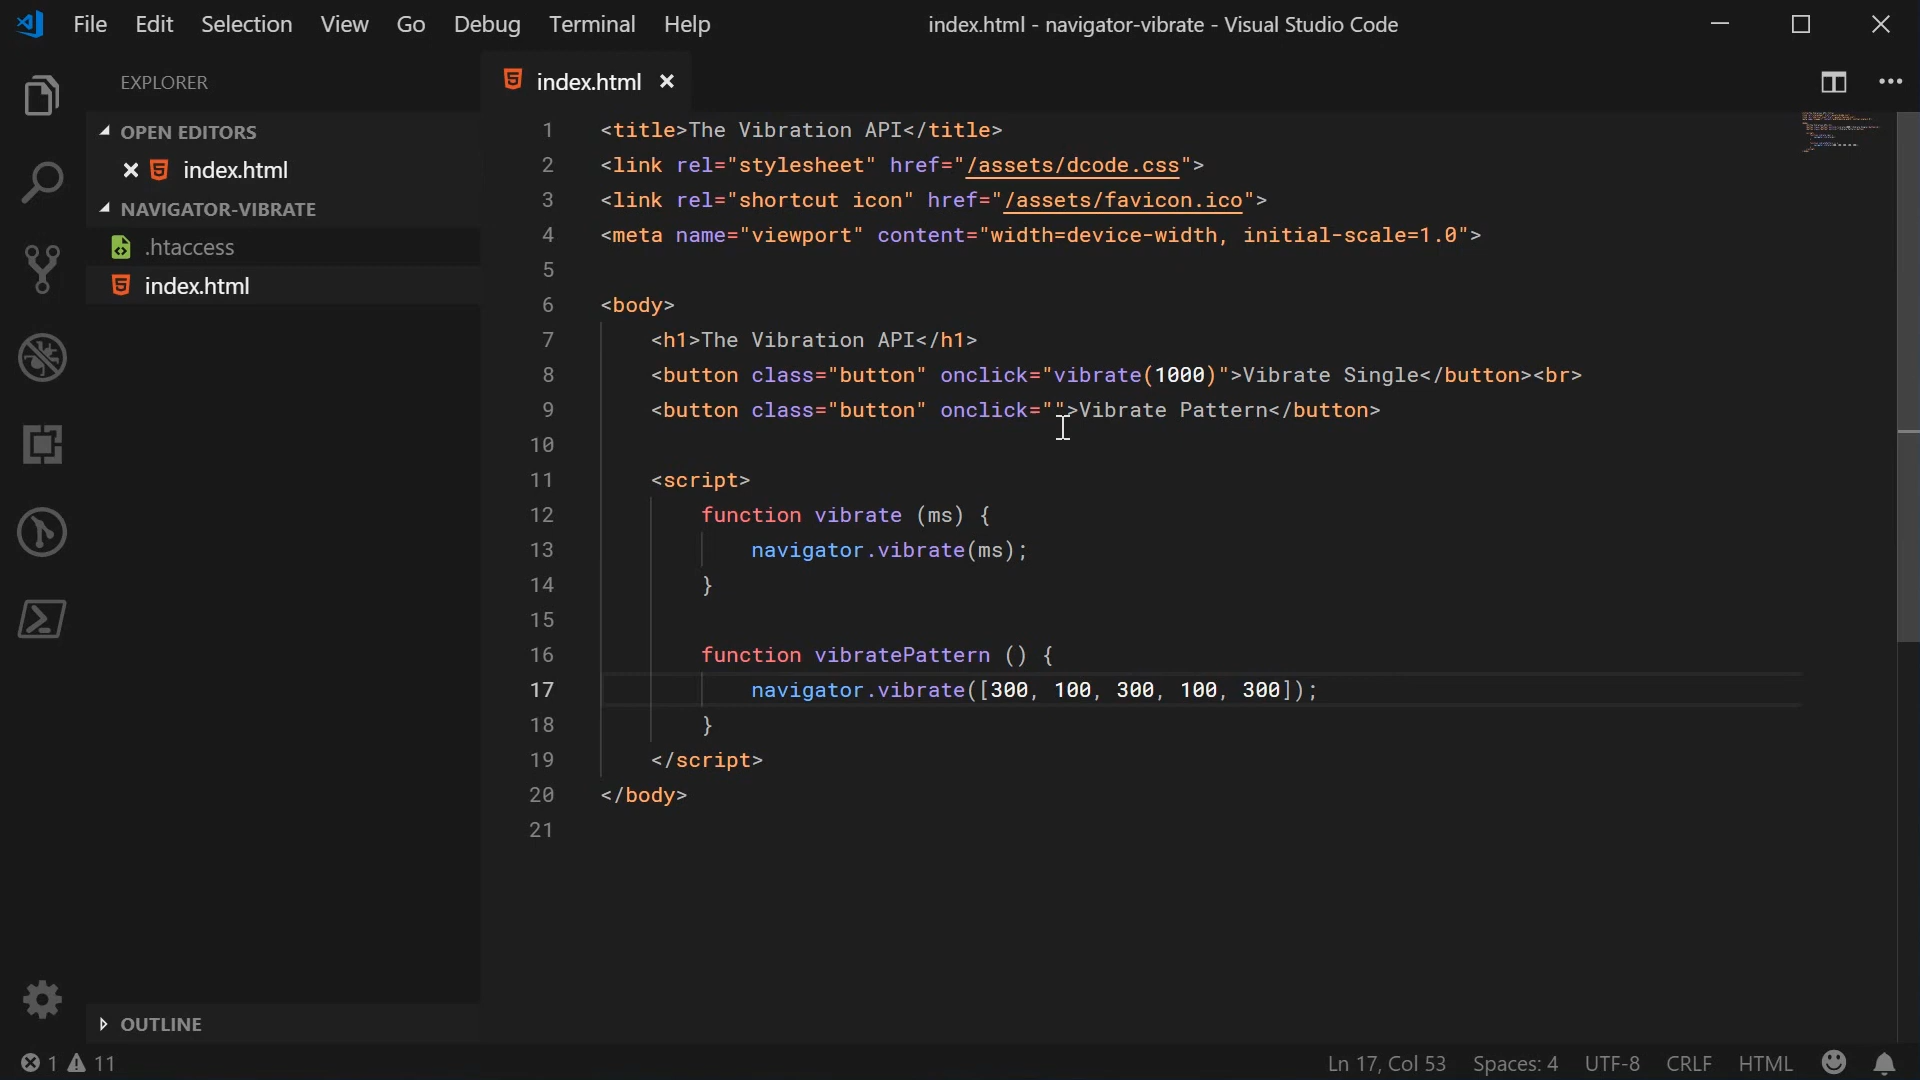 File Edit Selection View Go Debug Terminal Help index.html - navigator-vibrate - Visual Studio Code
EXPLORER
OPEN EDITORS
index.html
NAVIGATOR-VIBRATE
.htaccess
index.html
OUTLINE
index.html
1 <title>The Vibration API</title>
2 <link rel="stylesheet" href="/assets/dcode.css">
3 <link rel="shortcut icon" href="/assets/favicon.ico">
4 <meta name="viewport" content="width=device-width, initial-scale=1.0">
5
6 <body>
7     <h1>The Vibration API</h1>
8     <button class="button" onclick="vibrate(1000)">Vibrate Single</button><br>
9     <button class="button" onclick="">Vibrate Pattern</button>
10
11     <script>
12         function vibrate (ms) {
13             navigator.vibrate(ms);
14         }
15
16         function vibratePattern () {
17             navigator.vibrate([300, 100, 300, 100, 300]);
18         }
19     </script>
20 </body>
21
1 11 Ln 17, Col 53 Spaces: 4 UTF-8 CRLF HTML